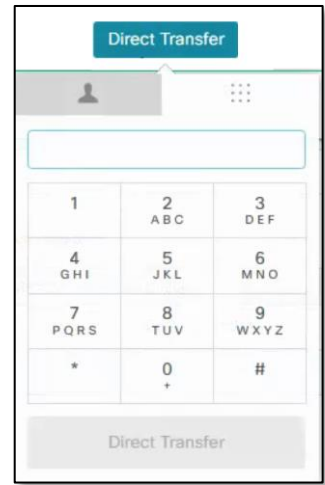 Direct Transfer
1 2 3
ABC DEF
4 5 6
GHI JKL MNO
7 8 9
PQRS TUV WXYZ
* 0 #
+
Direct Transfer